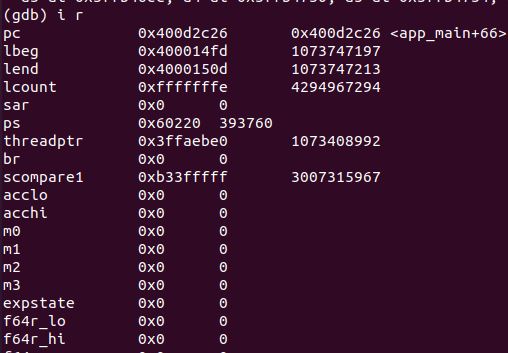 (gdb) i r
pc 0x400d2c26 0x400d2c26 <app_main+66>
lbeg 0x400014fd 1073747197
lend 0x4000150d 1073747213
lcount 0xfffffffe 4294967294
sar 0x0 0
ps 0x60220 393760
threadptr 0x3ffaebe0 1073408992
br 0x0 0
scompare1 0xb33fffff 3007315967
acclo 0x0 0
acchi 0x0 0
m0 0x0 0
m1 0x0 0
m2 0x0 0
m3 0x0 0
expstate 0x0 0
f64r_lo 0x0 0
f64r_hi 0x0 0